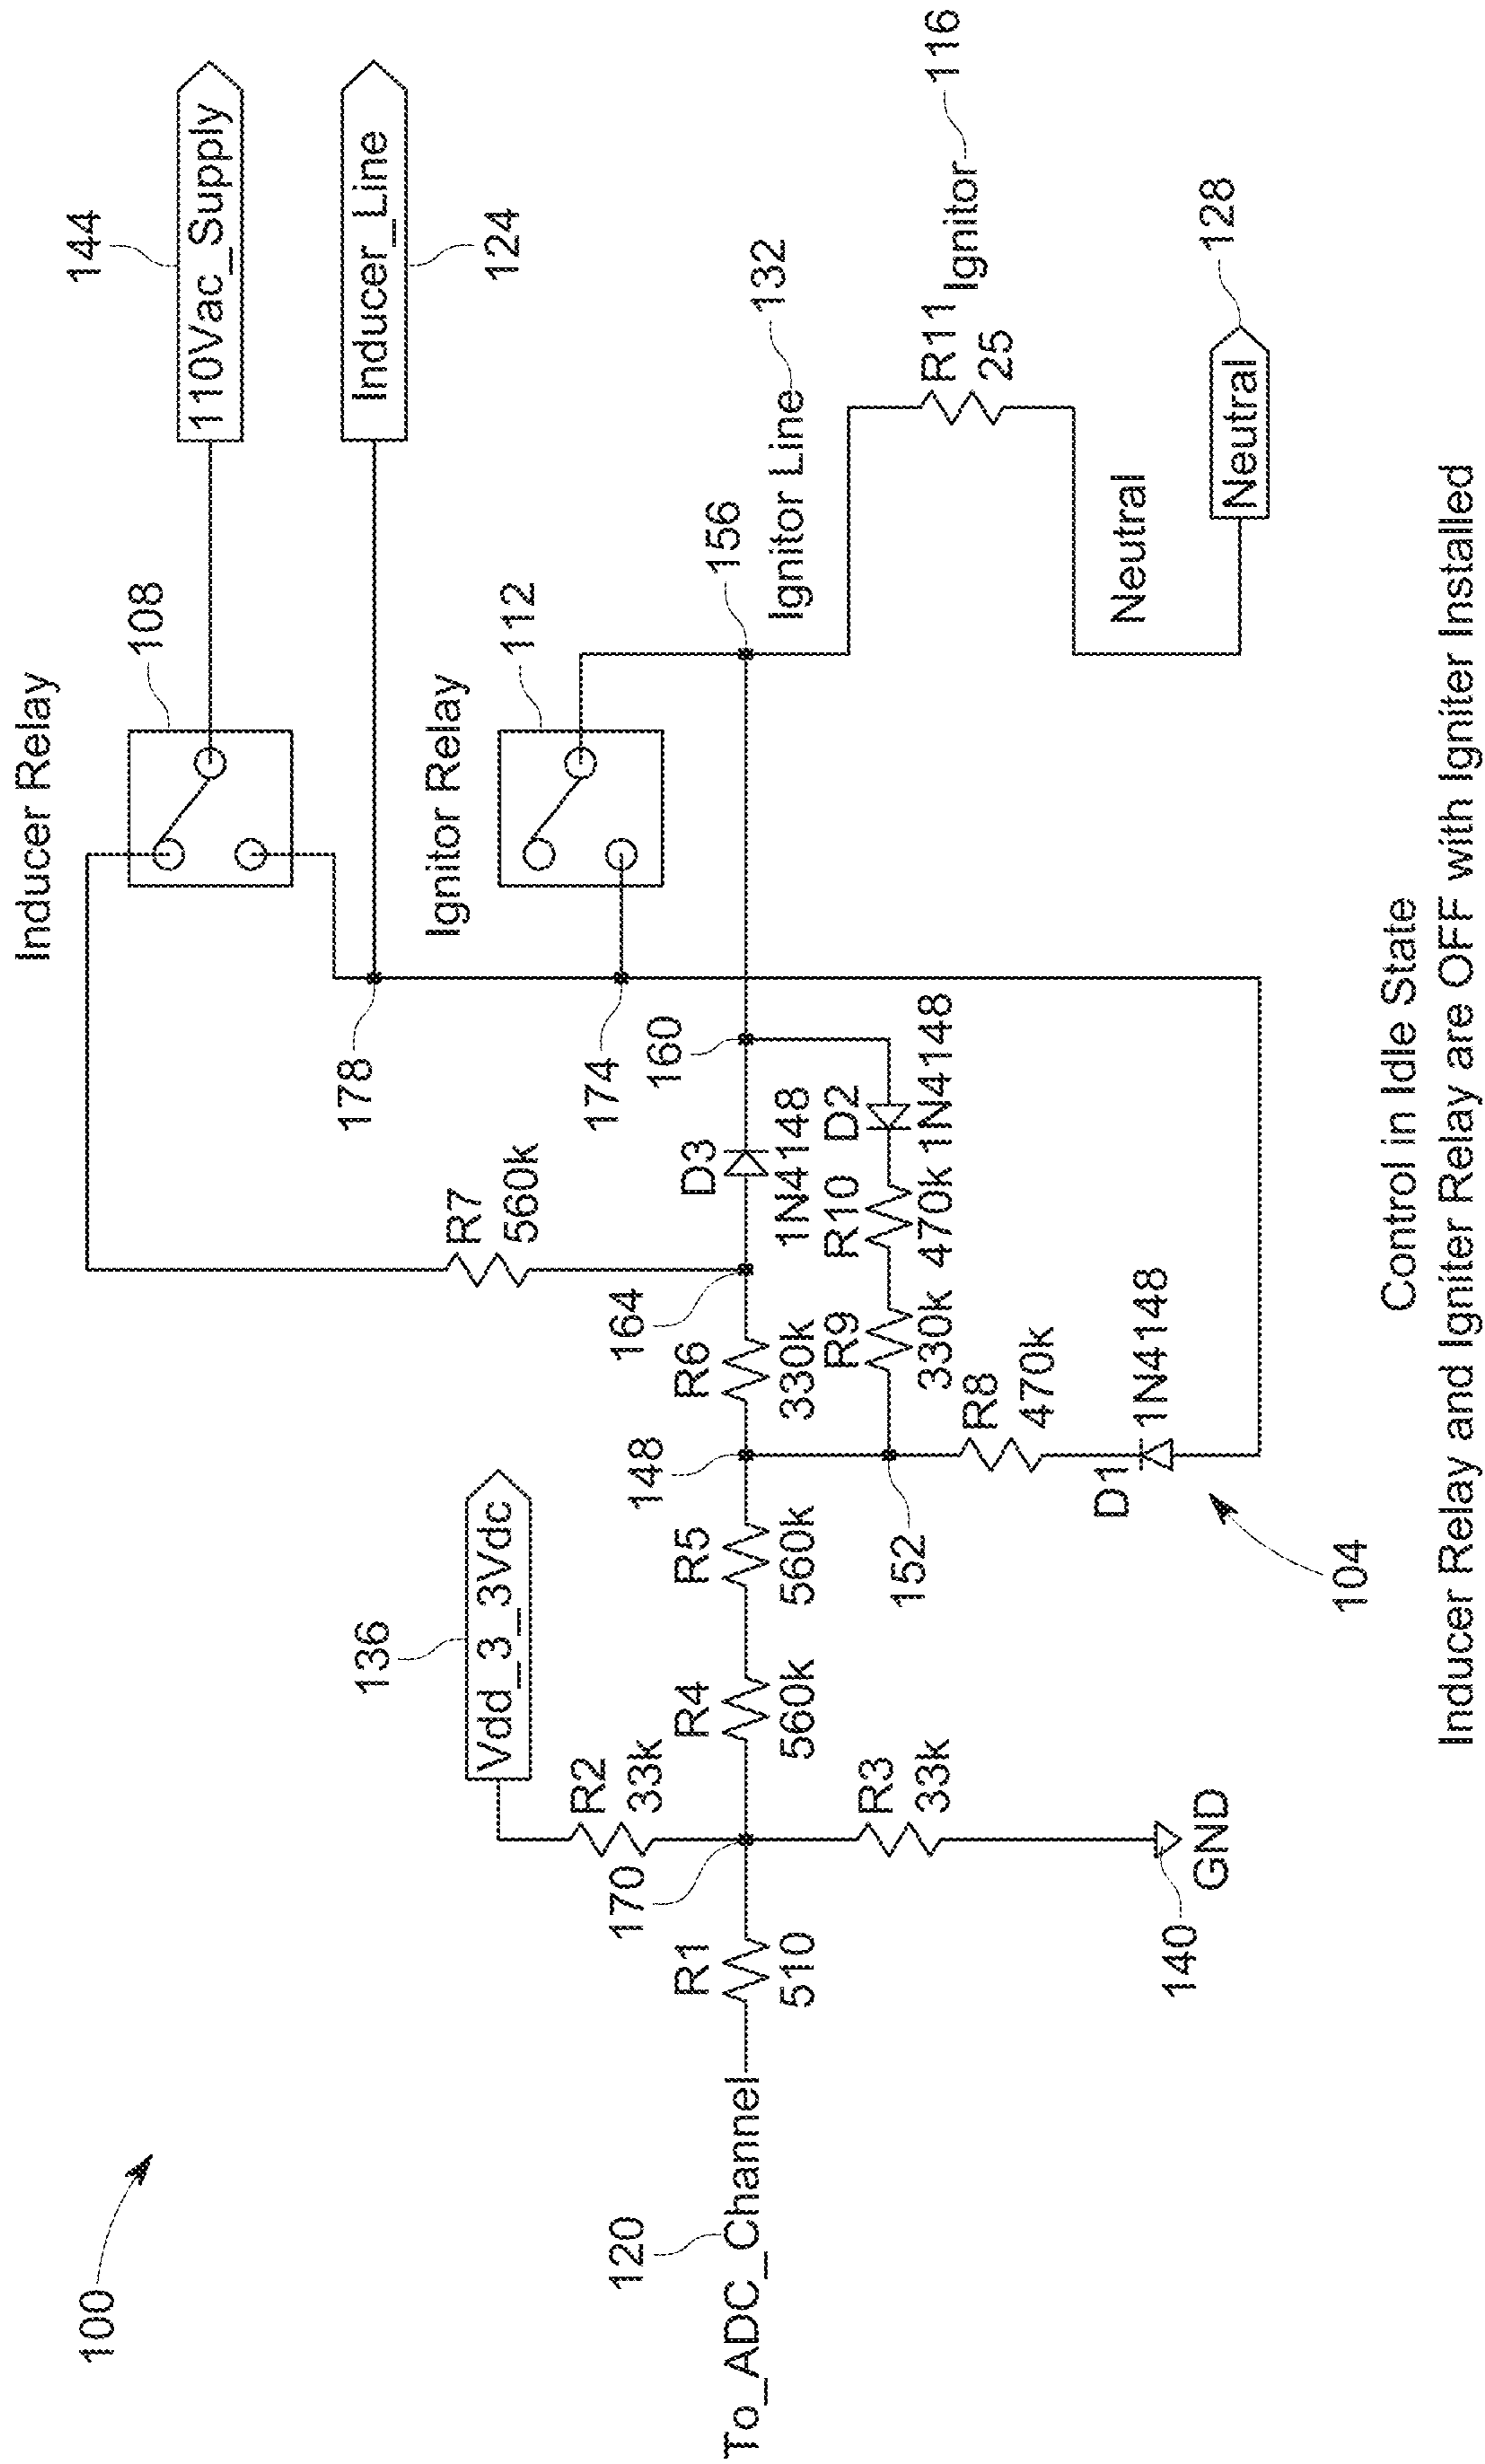 100
Inducer Relay
108
144
110Vac_Supply
Inducer_Line
124
178
Ignitor Relay
112
174
R7
560k
136
Vdd_3_3Vdc
R2
33k
170
120
To_ADC_Channel
R1
510
R4
560k
R5
560k
148
R6
330k
164
D3
1N4148
160
156
Ignitor Line
132
R9
330k
R10
470k
D2
1N4148
152
R8
470k
D1
1N4148
R3
33k
140
GND
104
R11
25
Ignitor
116
Neutral
Neutral
128
Control in Idle State
Inducer Relay and Igniter Relay are OFF with Igniter Installed